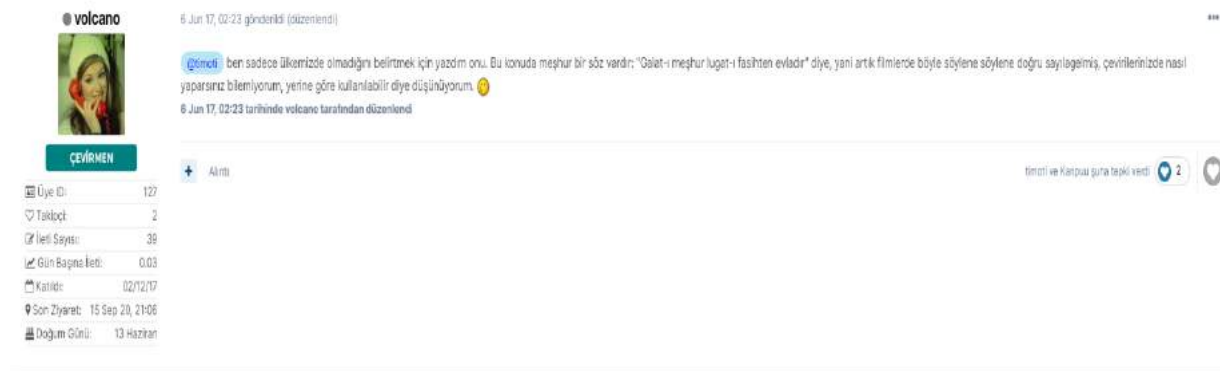 volcano
ÇEVİRMEN
Üye ID: 127
Takipçi: 2
İleti Sayısı: 39
Gün Başına İleti: 0.03
Katıldı: 02/12/17
Son Ziyaret: 15 Sep 20, 21:06
Doğum Günü: 13 Haziran
6 Jun 17, 02:23 gönderildi (düzenlendi)
@timoti ben sadece ülkemizde olmadığını belirtmek için yazdım onu. Bu konuda meşhur bir söz vardır; "Galat-ı meşhur lugat-ı fasihten evladır" diye, yani artık filmlerde böyle söylene söylene doğru sayılagelmiş, çevirilerinizde nasıl
yaparsınız bilemiyorum, yerine göre kullanılabilir diye düşünüyorum.
6 Jun 17, 02:23 tarihinde volcano tarafından düzenlendi
+ Alıntı
timoti ve Kanpuu şuna tepki verdi 2